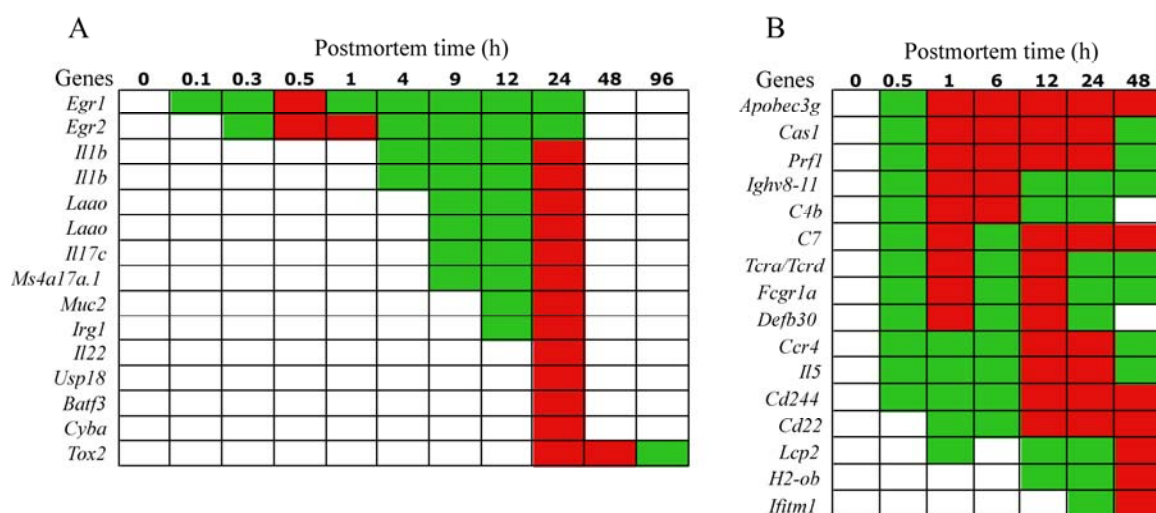 A
Postmortem time (h)
Genes 0 0.1 0.3 0.5 1 4 9 12 24 48 96
Egr1
Egr2
Il1b
Il1b
Laao
Laao
Il17c
Ms4a17a.1
Muc2
Irg1
Il22
Usp18
Batf3
Cyba
Tox2
B
Postmortem time (h)
Genes 0 0.5 1 6 12 24 48
Apobec3g
Cas1
Prf1
Ighv8-11
C4b
C7
Tcra/Tcrd
Fcgr1a
Defb30
Ccr4
Il5
Cd244
Cd22
Lcp2
H2-ob
Ifitm1